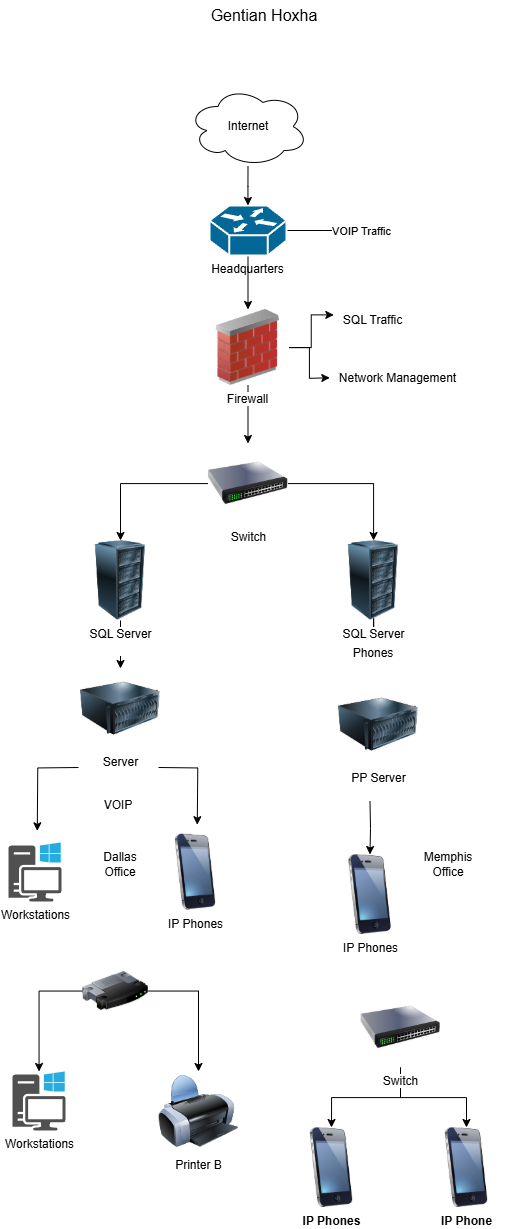 Gentian Hoxha
Internet
VOIP Traffic
Headquarters
SQL Traffic
Network Management
Firewall
Switch
SQL Server
SQL Server
Phones
Server
PP Server
VOIP
Dallas
Office
Memphis
Office
Workstations
IP Phones
IP Phones
Switch
Workstations
Printer B
IP Phones
IP Phone